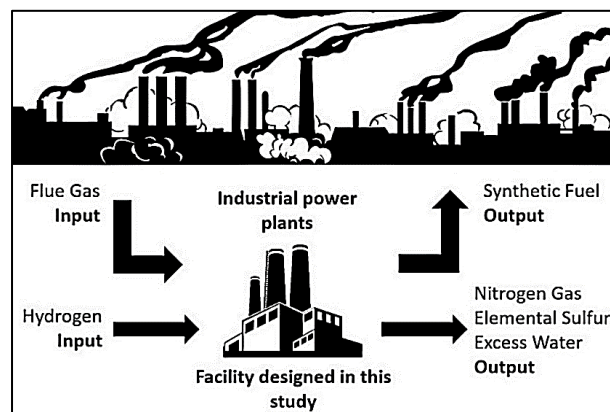 Flue Gas
Input
Industrial power
plants
Synthetic Fuel
Output
Hydrogen
Input
Nitrogen Gas
Elemental Sulfur
Excess Water
Output
Facility designed in this
study